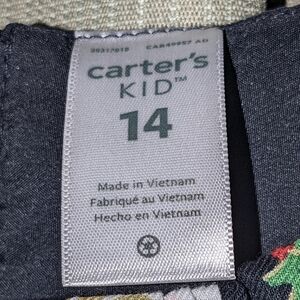 carter's
KID™
14
Made in Vietnam
Fabriqué au Vietnam
Hecho en Vietnam